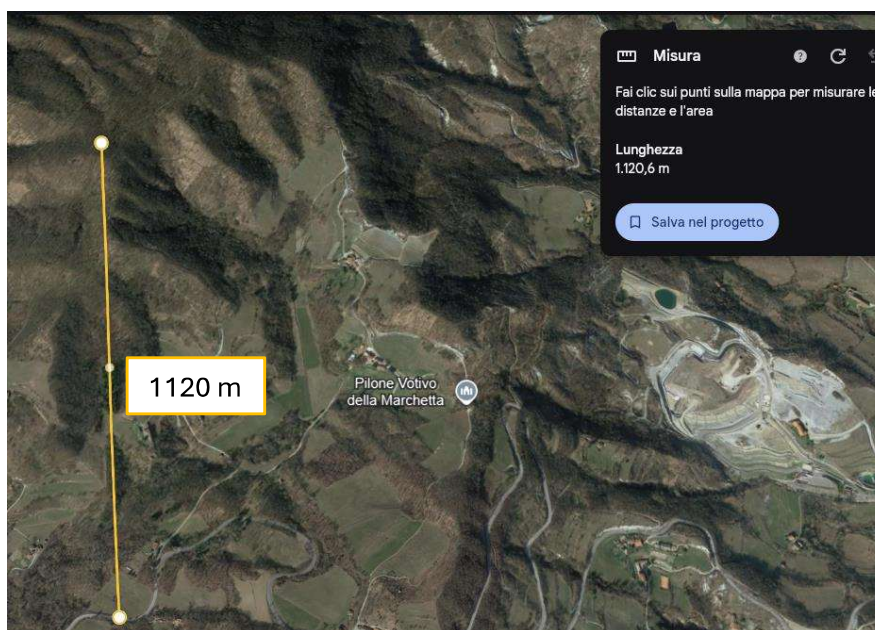 Misura
Fai clic sui punti sulla mappa per misurare le
distanze e l'area
Lunghezza
1.120,6 m
Salva nel progetto
1120 m
Pilone Votivo
della Marchetta